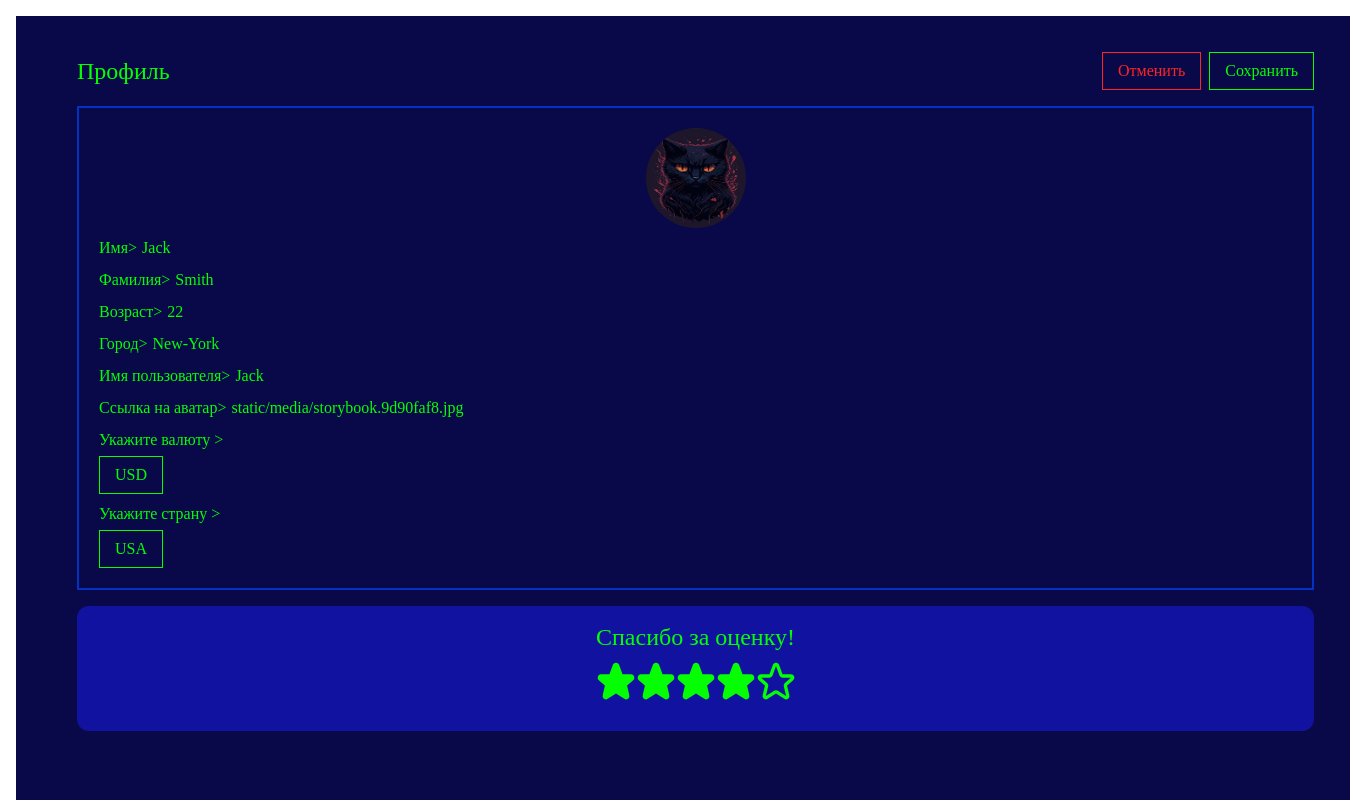 Профиль
Отменить
Сохранить
Имя> Jack
Фамилия> Smith
Возраст> 22
Город> New-York
Имя пользователя> Jack
Ссылка на аватар> static/media/storybook.9d90faf8.jpg
Укажите валюту >
USD
Укажите страну >
USA
Спасибо за оценку!